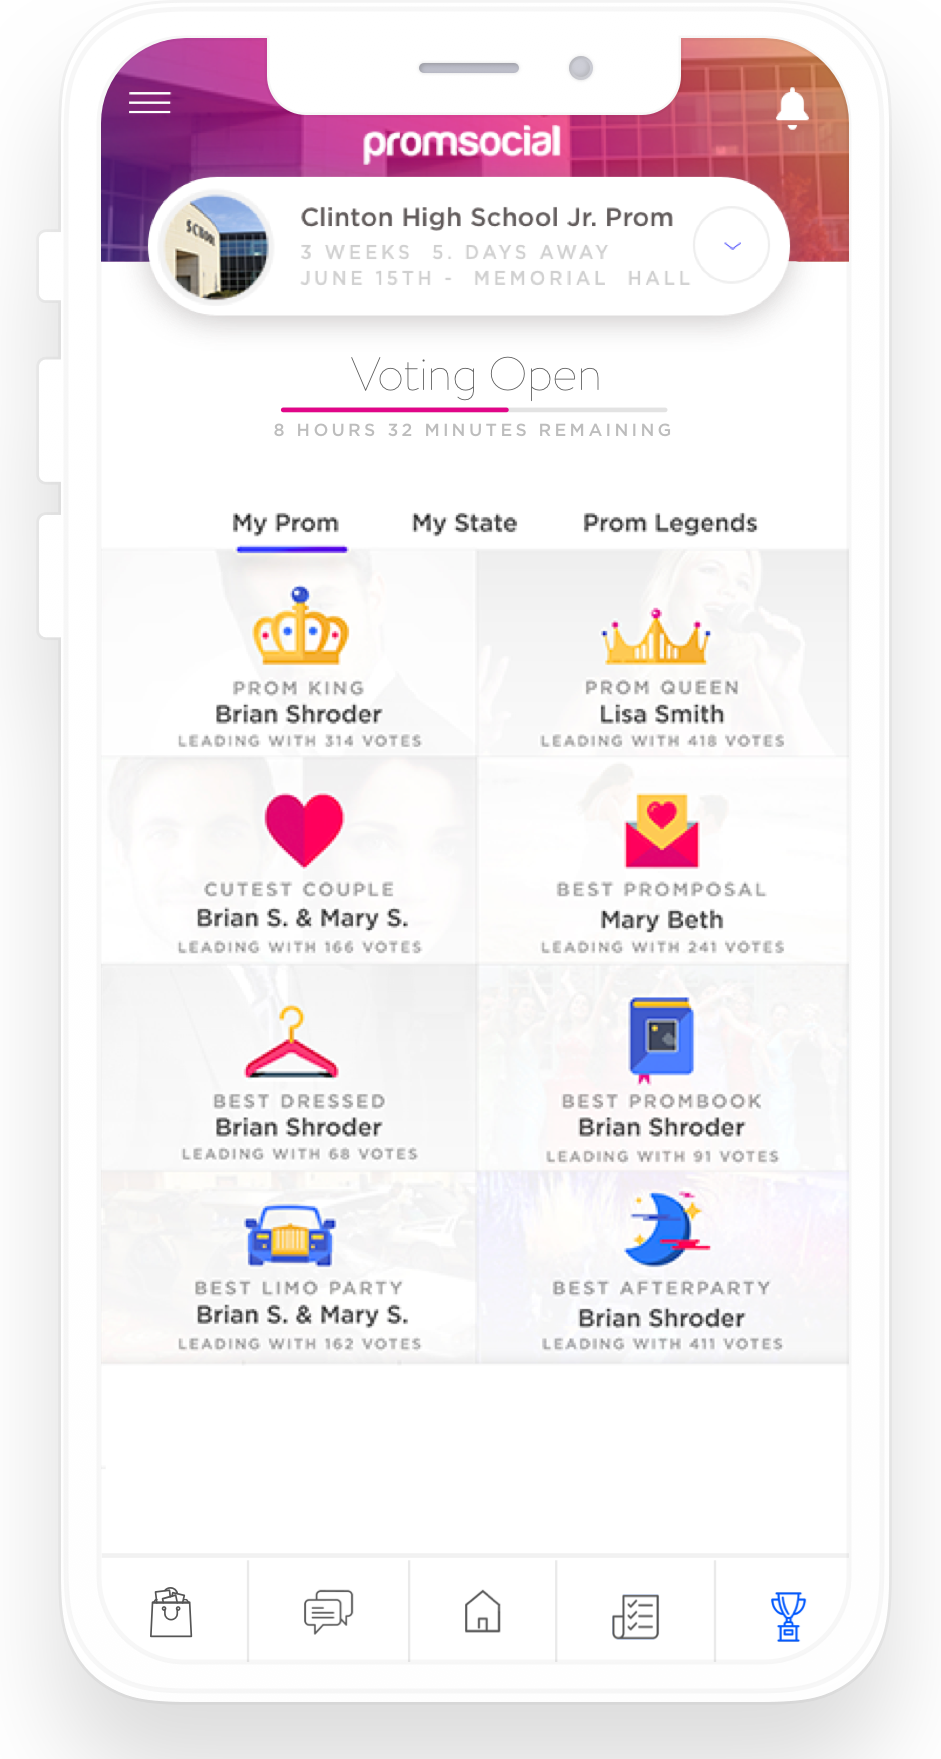 promsocial
SCHOOL
Clinton High School Jr. Prom
3 WEEKS 5. DAYS AWAY
JUNE 15TH - MEMORIAL HALL
Voting Open
8 HOURS 32 MINUTES REMAINING
My Prom My State Prom Legends
PROM KING
Brian Shroder
LEADING WITH 314 VOTES
PROM QUEEN
Lisa Smith
LEADING WITH 418 VOTES
CUTEST COUPLE
Brian S. & Mary S.
LEADING WITH 166 VOTES
BEST PROMPOSAL
Mary Beth
LEADING WITH 241 VOTES
BEST DRESSED
Brian Shroder
LEADING WITH 68 VOTES
BEST PROMBOOK
Brian Shroder
LEADING WITH 91 VOTES
BEST LIMO PARTY
Brian S. & Mary S.
LEADING WITH 162 VOTES
BEST AFTERPARTY
Brian Shroder
LEADING WITH 411 VOTES